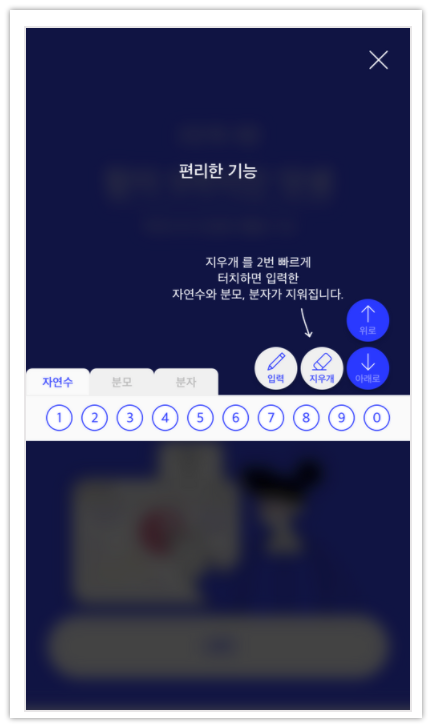 편리한 기능
지우개 를 2번 빠르게
터치하면 입력한
자연수와 분모, 분자가 지워집니다.
위로
입력
지우개
아래로
자연수
분모
분자
1 2 3 4 5 6 7 8 9 0